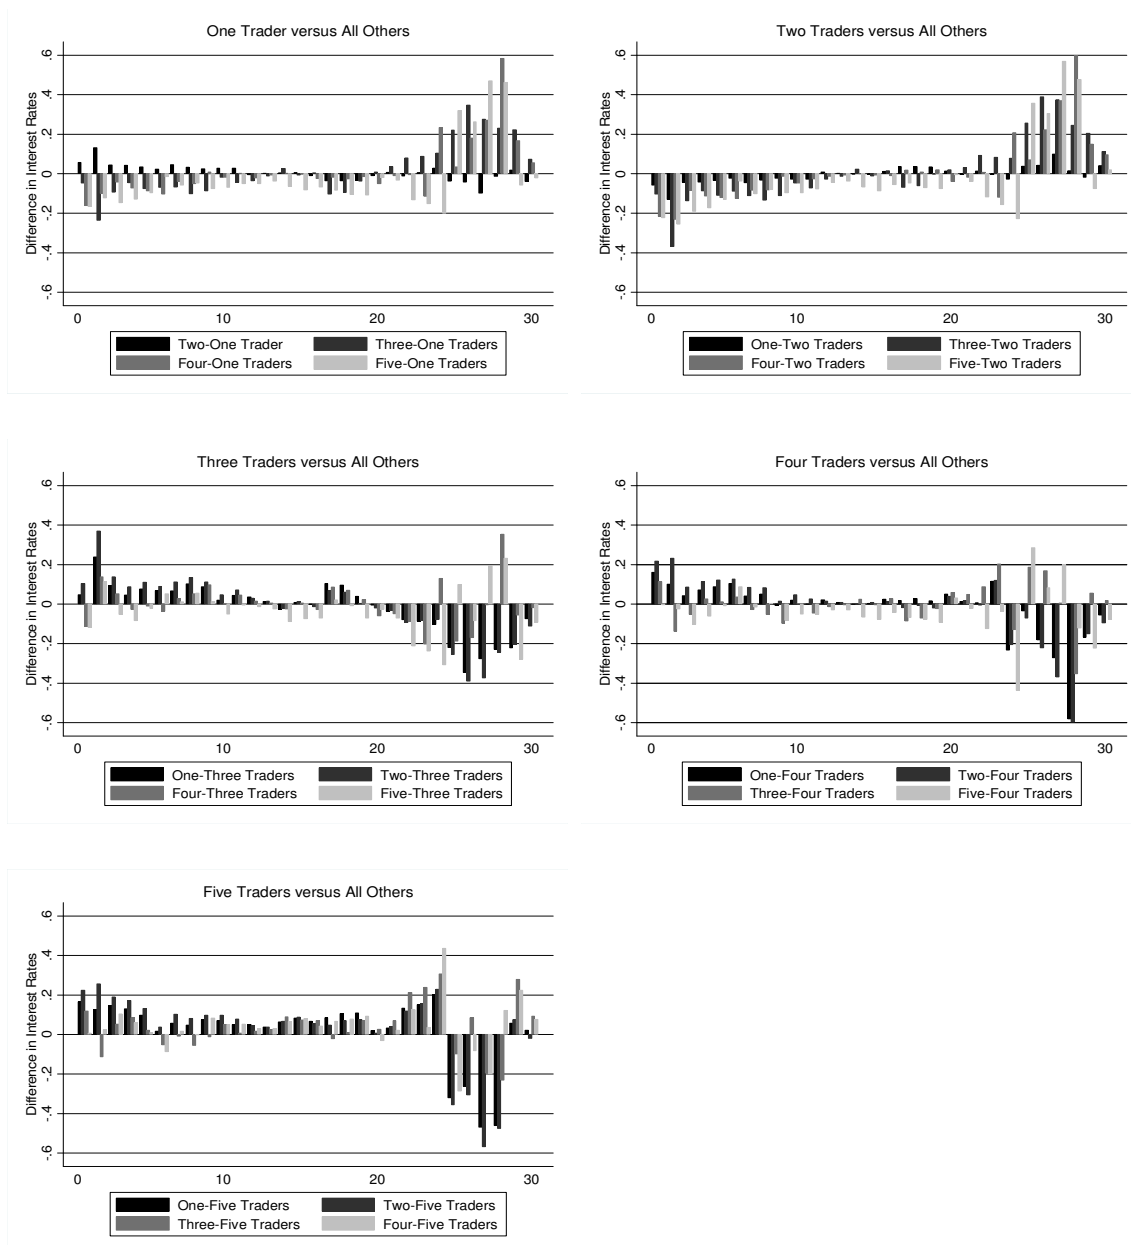 One Trader versus All Others
Difference in Interest Rates
.6
.4
.2
0
-.2
-.4
-.6
0 10 20 30
Two-One Trader Three-One Traders
Four-One Traders Five-One Traders
Two Traders versus All Others
Difference in Interest Rates
.6
.4
.2
0
-.2
-.4
-.6
0 10 20 30
One-Two Traders Three-Two Traders
Four-Two Traders Five-Two Traders
Three Traders versus All Others
Difference in Interest Rates
.6
.4
.2
0
-.2
-.4
-.6
0 10 20 30
One-Three Traders Two-Three Traders
Four-Three Traders Five-Three Traders
Four Traders versus All Others
Difference in Interest Rates
.6
.4
.2
0
-.2
-.4
-.6
0 10 20 30
One-Four Traders Two-Four Traders
Three-Four Traders Five-Four Traders
Five Traders versus All Others
Difference in Interest Rates
.6
.4
.2
0
-.2
-.4
-.6
0 10 20 30
One-Five Traders Two-Five Traders
Three-Five Traders Four-Five Traders